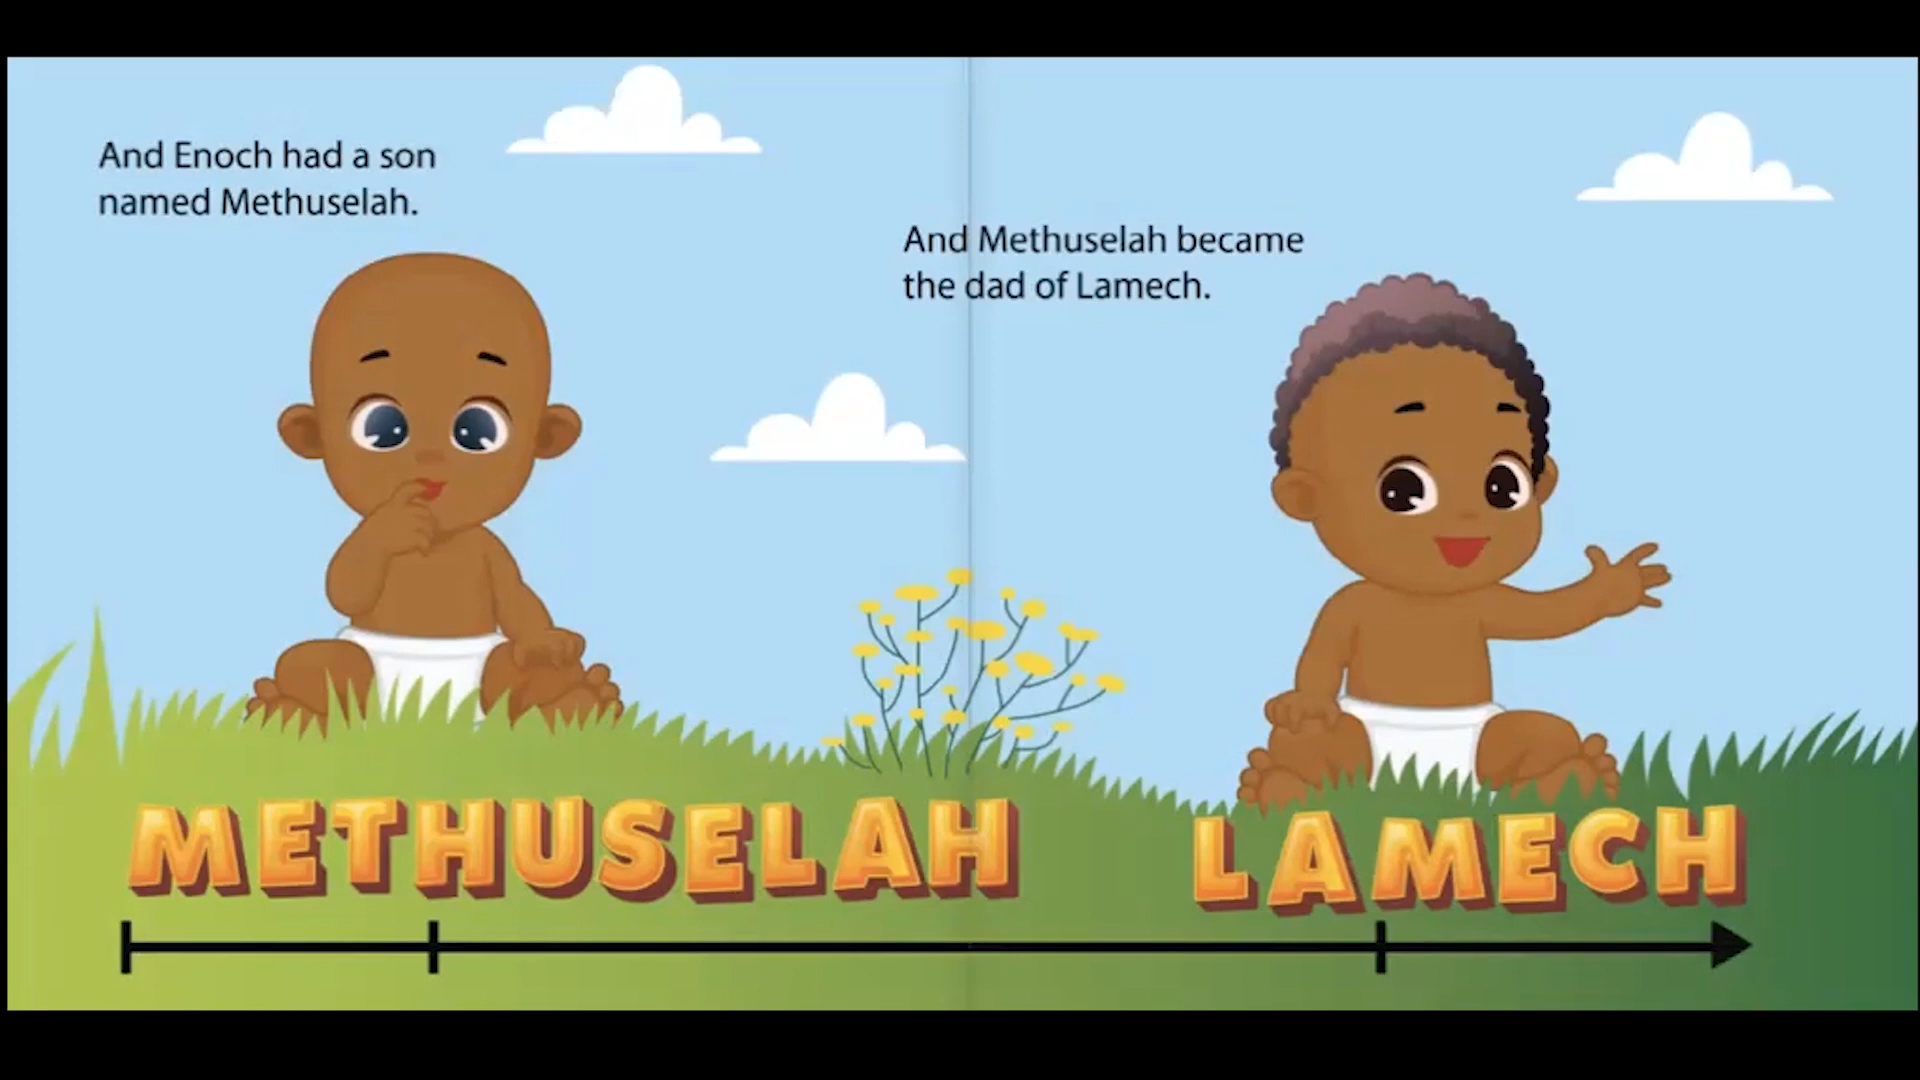 And Enoch had a son
named Methuselah.
And Methuselah became
the dad of Lamech.
METHUSELAH
LAMECH